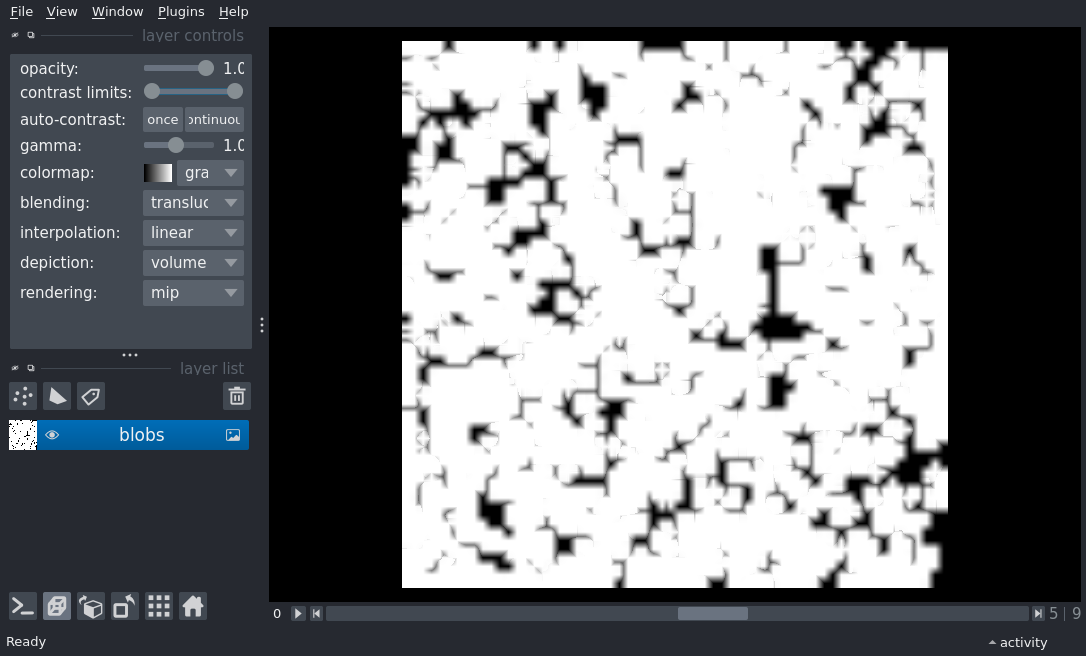 File View Window Plugins Help
layer controls
opacity: 1.0
contrast limits:
auto-contrast: once ontinuou
gamma: 1.0
colormap: gra
blending: transluc
interpolation: linear
depiction: volume
rendering: mip
layer list
blobs
0 5 | 9
Ready activity